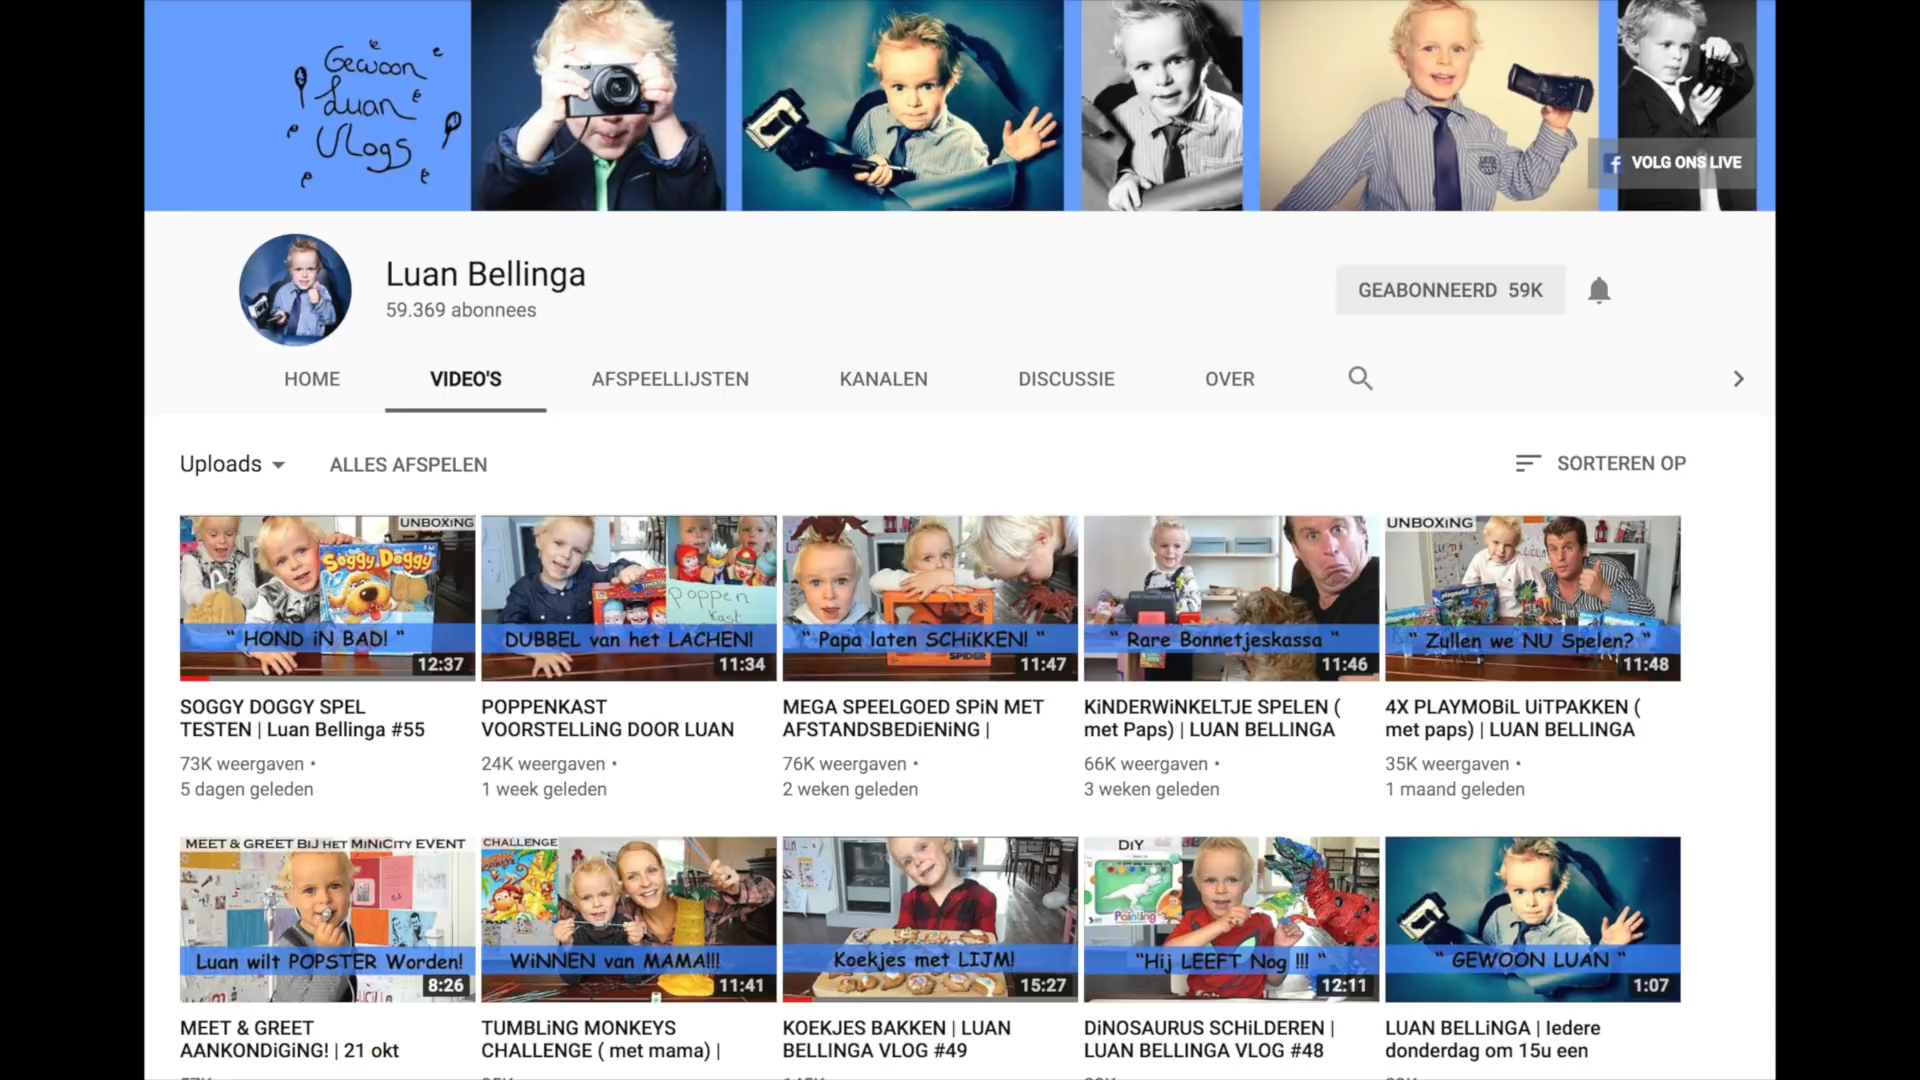 Gewoon
Luan
Vlogs
VOLG ONS LIVE
Luan Bellinga
59.369 abonnees
GEABONNEERD 59K
HOME
VIDEO'S
AFSPEELLIJSTEN
KANALEN
DISCUSSIE
OVER
Uploads
ALLES AFSPELEN
SORTEREN OP
UNBOXiNG
Soggy Doggy
" HOND iN BAD! "
12:37
poppen
Kast
DUBBEL van het LACHEN!
11:34
" Papa laten SCHiKKEN! "
SPIDER
11:47
" Rare Bonnetjeskassa "
11:46
UNBOXiNG
playmobil
" Zullen we NU Spelen? "
11:48
SOGGY DOGGY SPEL
TESTEN | Luan Bellinga #55
73K weergaven •
5 dagen geleden
POPPENKAST
VOORSTELLiNG DOOR LUAN
24K weergaven •
1 week geleden
MEGA SPEELGOED SPiN MET
AFSTANDSBEDiENiNG |
76K weergaven •
2 weken geleden
KiNDERWiNKELTJE SPELEN (
met Paps) | LUAN BELLINGA
66K weergaven •
3 weken geleden
4X PLAYMOBiL UiTPAKKEN (
met paps) | LUAN BELLINGA
35K weergaven •
1 maand geleden
MEET & GREET BIJ HET MiNiCiTY EVENT
Luan wilt POPSTER Worden!
8:26
CHALLENGE
WiNNEN van MAMA!!!
11:41
Koekjes met LIJM!
15:27
DiY
Painting
"Hij LEEFT Nog !!! "
12:11
" GEWOON LUAN "
1:07
MEET & GREET
AANKONDiGiNG! | 21 okt
TUMBLiNG MONKEYS
CHALLENGE ( met mama) |
KOEKJES BAKKEN | LUAN
BELLINGA VLOG #49
DiNOSAURUS SCHiLDEREN |
LUAN BELLINGA VLOG #48
LUAN BELLiNGA | Iedere
donderdag om 15u een